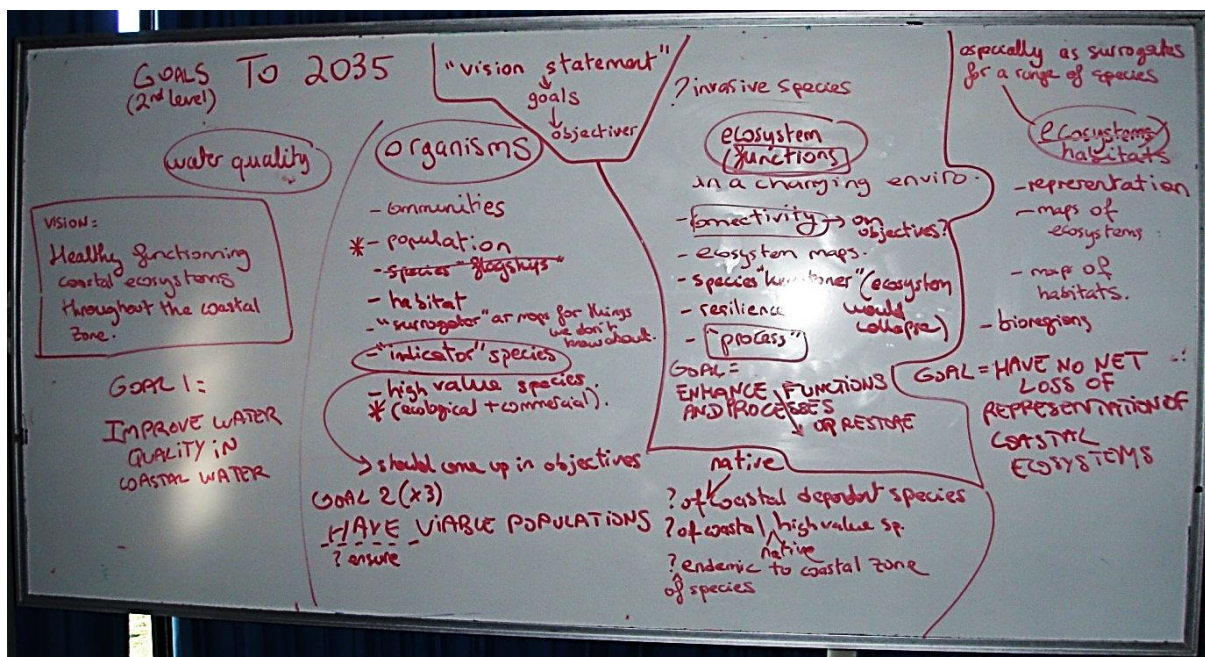 GOALS TO 2035
(2nd level)
"vision statement"
goals
objectives
water quality
VISION:
Healthy functionning
coastal ecosystems
throughout the coastal
zone.
GOAL 1:
IMPROVE WATER
QUALITY IN
COASTAL WATER
organisms
- communities
* - population
- species "flagships"
- habitat
- "surrogates" as maps for things
we don't
know about.
- "indicator" species
- high value species
* (ecological + commercial).
should come up in objectives
GOAL 2 (x3)
HAVE VIABLE POPULATIONS
? ensure
native
? of coastal dependent species
? of coastal high value sp.
native
? endemic to coastal zone
of species
? invasive species
ecosystem
(functions)
in a changing enviro.
- connectivity → on
objectives?
- ecosystem maps.
- species "keystones" (ecosystem
would
collapse)
- resilience
- "process"
GOAL =
ENHANCE FUNCTIONS
AND PROCESSES
OR RESTORE
especially as surrogates
for a range of species
ecosystems/
habitats
- representation
- maps of
ecosystems
- map of
habitats.
- bioregions
GOAL = HAVE NO NET
LOSS OF
REPRESENTATION OF
COASTAL
ECOSYSTEMS